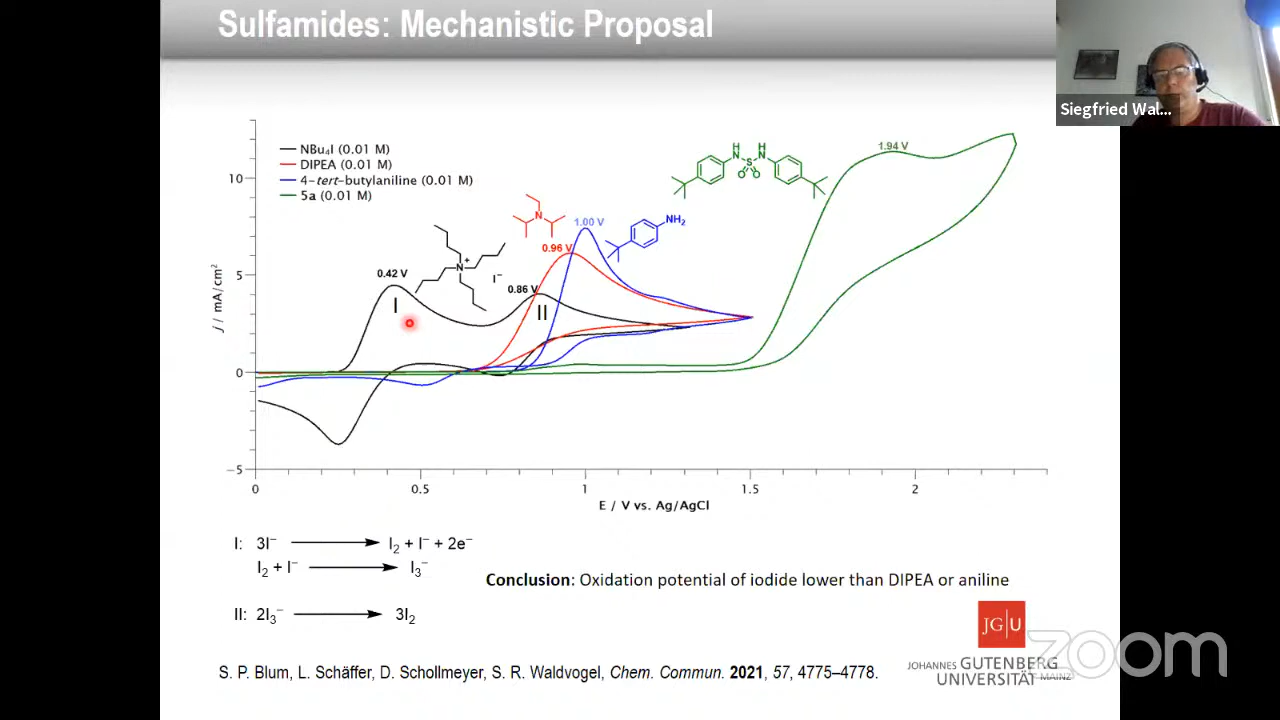 Sulfamides: Mechanistic Proposal
Siegfried Wal...
NBu₄I (0.01 M)
DIPEA (0.01 M)
4-tert-butylaniline (0.01 M)
5a (0.01 M)
10
5
0
−5
j / mA/cm²
0.42 V
I
N
+
I⁻
0.86 V
II
N
0.96 V
1.00 V
NH₂
H
N
S
O
O
H
N
1.94 V
0
0.5
1
1.5
2
E / V vs. Ag/AgCl
I: 3I⁻ → I₂ + I⁻ + 2e⁻
I₂ + I⁻ → I₃⁻
II: 2I₃⁻ → 3I₂
Conclusion: Oxidation potential of iodide lower than DIPEA or aniline
JG|U
JOHANNES GUTENBERG
UNIVERSITÄT MAINZ
zoom
S. P. Blum, L. Schäffer, D. Schollmeyer, S. R. Waldvogel, Chem. Commun. 2021, 57, 4775–4778.